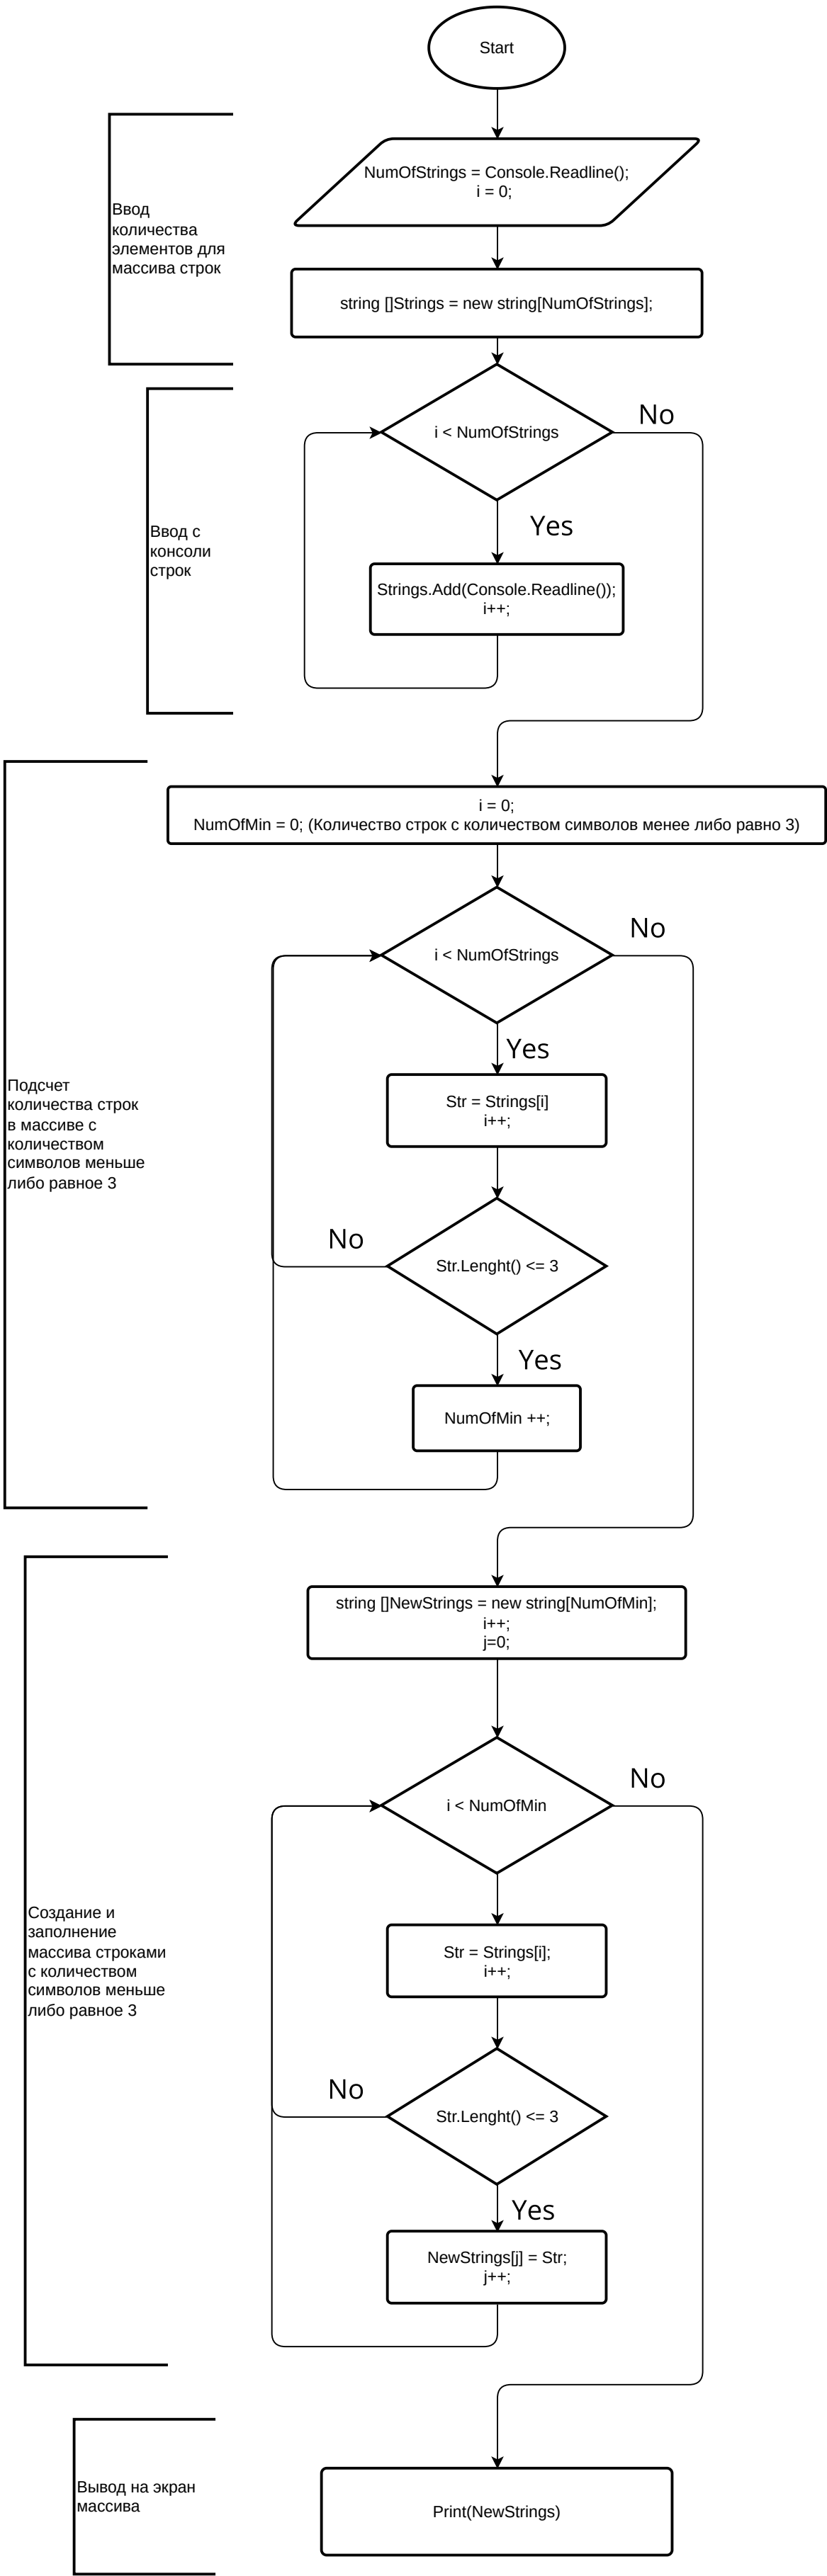 Start
NumOfStrings = Console.Readline();
i = 0;
Ввод
количества
элементов для
массива строк
string []Strings = new string[NumOfStrings];
i < NumOfStrings
No
Yes
Ввод с
консоли
строк
Strings.Add(Console.Readline());
i++;
i = 0;
NumOfMin = 0; (Количество строк с количеством символов менее либо равно 3)
i < NumOfStrings
No
Yes
Str = Strings[i]
i++;
Подсчет
количества строк
в массиве с
количеством
символов меньше
либо равное 3
No
Str.Lenght() <= 3
Yes
NumOfMin ++;
string []NewStrings = new string[NumOfMin];
i++;
j=0;
No
i < NumOfMin
Создание и
заполнение
массива строками
с количеством
символов меньше
либо равное 3
Str = Strings[i];
i++;
No
Str.Lenght() <= 3
Yes
NewStrings[j] = Str;
j++;
Вывод на экран
массива
Print(NewStrings)